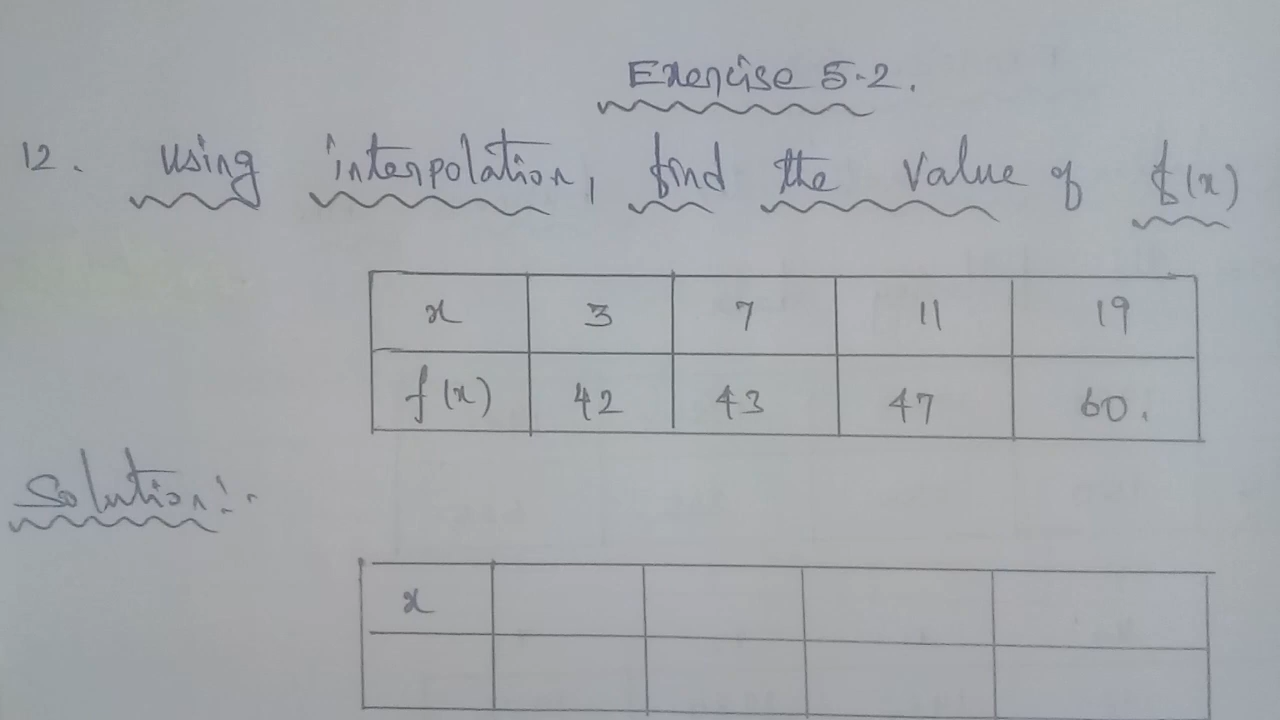 Exercise 5.2.
12. Using interpolation, find the value of f(x)
x 3 7 11 19
f(x) 42 43 47 60.
Solution:-
x